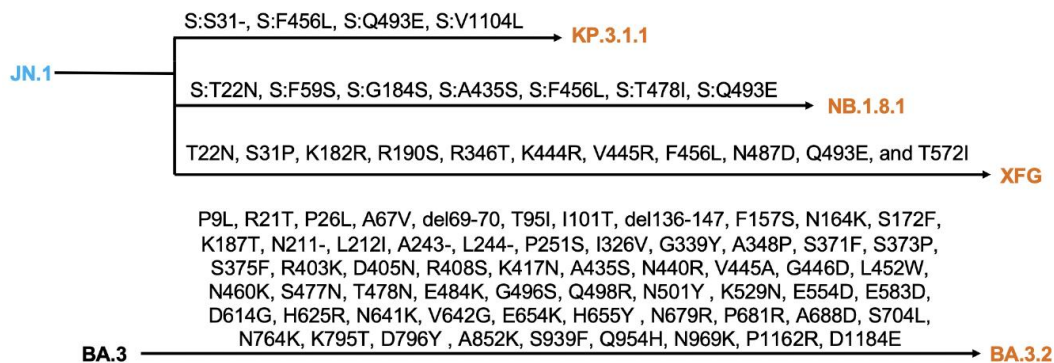 S:S31-, S:F456L, S:Q493E, S:V1104L
KP.3.1.1
JN.1
S:T22N, S:F59S, S:G184S, S:A435S, S:F456L, S:T478I, S:Q493E
NB.1.8.1
T22N, S31P, K182R, R190S, R346T, K444R, V445R, F456L, N487D, Q493E, and T572I
XFG
P9L, R21T, P26L, A67V, del69-70, T95I, I101T, del136-147, F157S, N164K, S172F,
K187T, N211-, L212I, A243-, L244-, P251S, I326V, G339Y, A348P, S371F, S373P,
S375F, R403K, D405N, R408S, K417N, A435S, N440R, V445A, G446D, L452W,
N460K, S477N, T478N, E484K, G496S, Q498R, N501Y , K529N, E554D, E583D,
D614G, H625R, N641K, V642G, E654K, H655Y , N679R, P681R, A688D, S704L,
N764K, K795T, D796Y , A852K, S939F, Q954H, N969K, P1162R, D1184E
BA.3
BA.3.2